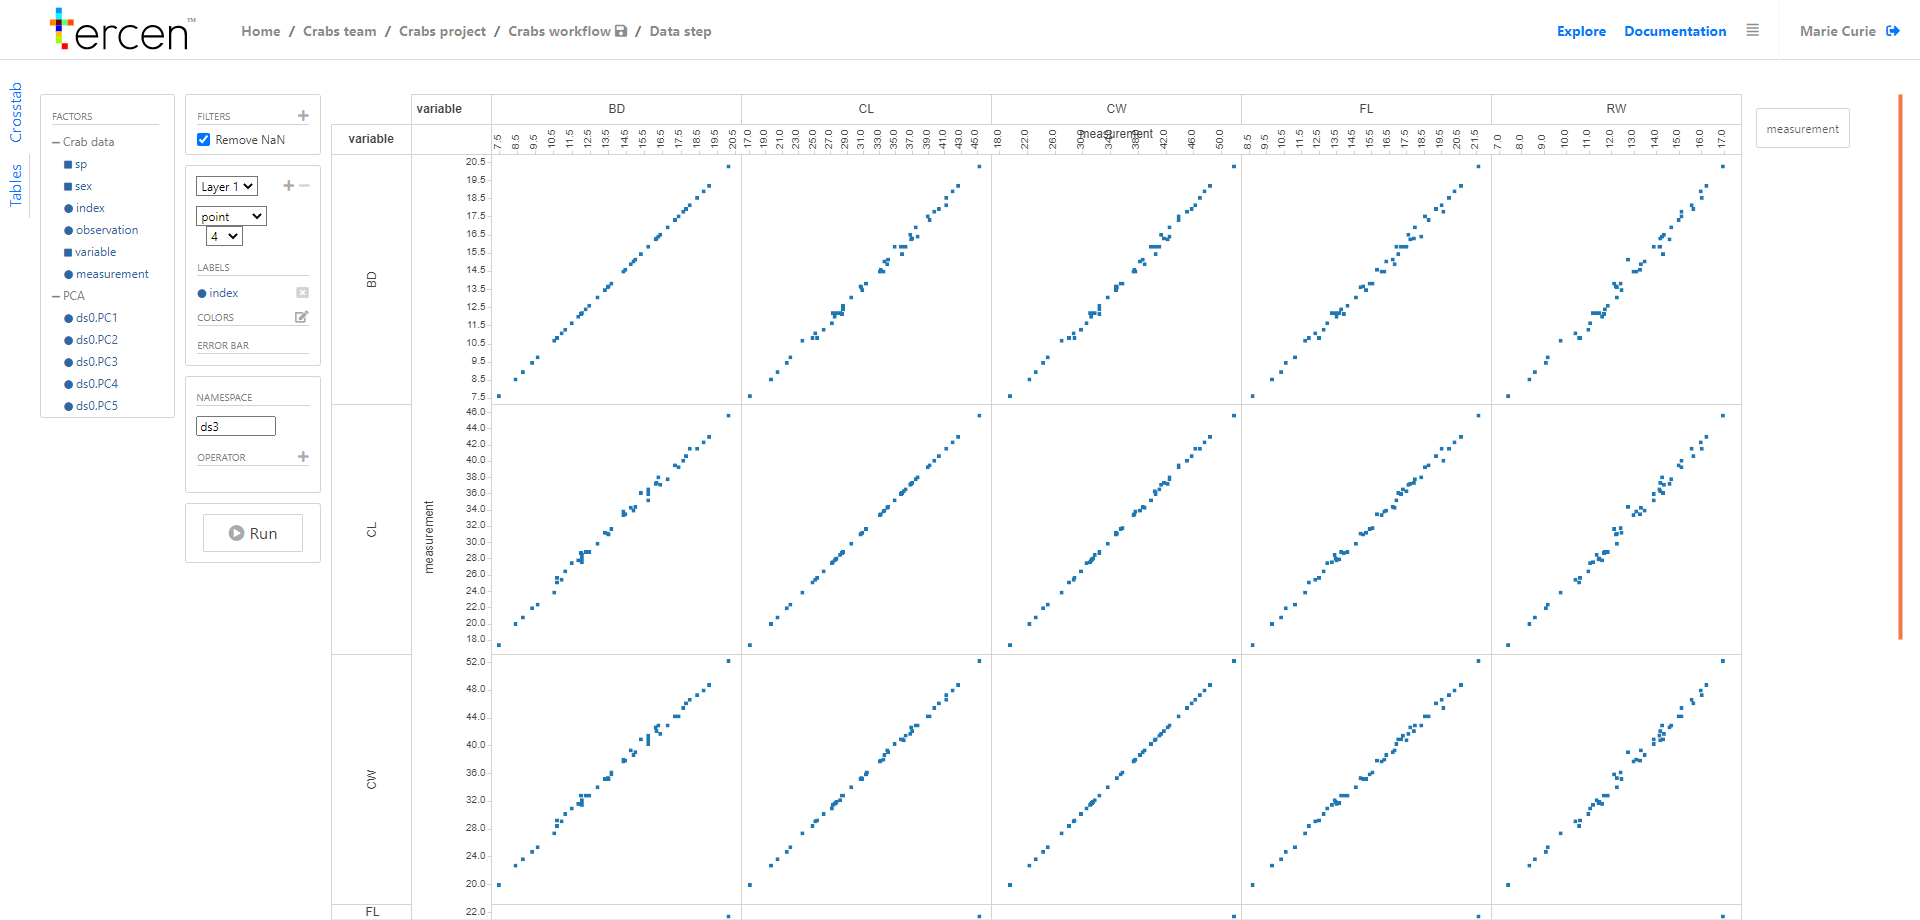 tercen™
Home / Crabs team / Crabs project / Crabs workflow / Data step
Explore Documentation Marie Curie
Crosstab
Tables
FACTORS
Crab data
sp
sex
index
observation
variable
measurement
PCA
ds0.PC1
ds0.PC2
ds0.PC3
ds0.PC4
ds0.PC5
FILTERS
Remove NaN
Layer 1
point
4
LABELS
index
COLORS
ERROR BAR
NAMESPACE
ds3
OPERATOR
Run
variable BD CL CW FL RW
variable
measurement
7.5 8.5 9.5 10.5 11.5 12.5 13.5 14.5 15.5 16.5 17.5 18.5 19.5 20.5
17.0 19.0 21.0 23.0 25.0 27.0 29.0 31.0 33.0 35.0 37.0 39.0 41.0 43.0 45.0
18.0 22.0 26.0 30.0 34.0 38.0 42.0 46.0 50.0
8.5 9.5 10.5 11.5 12.5 13.5 14.5 15.5 16.5 17.5 18.5 19.5 20.5 21.5
7.0 8.0 9.0 10.0 11.0 12.0 13.0 14.0 15.0 16.0 17.0
measurement
BD
20.5
19.5
18.5
17.5
16.5
15.5
14.5
13.5
12.5
11.5
10.5
9.5
8.5
7.5
CL
measurement
46.0
44.0
42.0
40.0
38.0
36.0
34.0
32.0
30.0
28.0
26.0
24.0
22.0
20.0
18.0
CW
52.0
48.0
44.0
40.0
36.0
32.0
28.0
24.0
20.0
FL
22.0